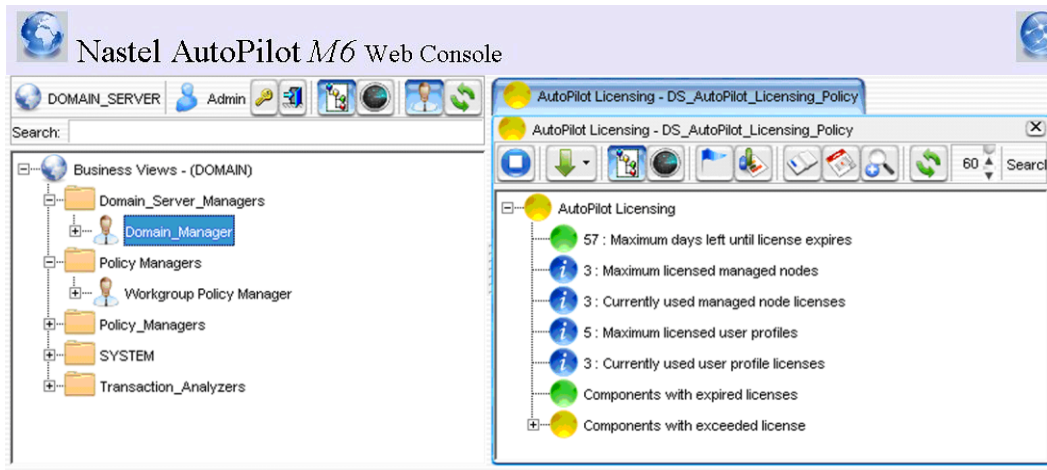 Nastel AutoPilot M6 Web Console
DOMAIN_SERVER Admin
Search:
Business Views - (DOMAIN)
Domain_Server_Managers
Domain_Manager
Policy Managers
Workgroup Policy Manager
Policy_Managers
SYSTEM
Transaction_Analyzers
AutoPilot Licensing - DS_AutoPilot_Licensing_Policy
AutoPilot Licensing - DS_AutoPilot_Licensing_Policy
60 Search
AutoPilot Licensing
57 : Maximum days left until license expires
3 : Maximum licensed managed nodes
3 : Currently used managed node licenses
5 : Maximum licensed user profiles
3 : Currently used user profile licenses
Components with expired licenses
Components with exceeded license